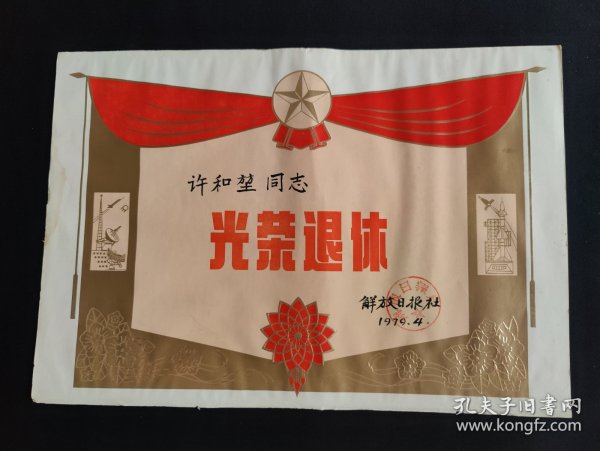 许和堃 同志
光荣退休
解放日报社
1979.4.
孔夫子旧書网
www.kongfz.com